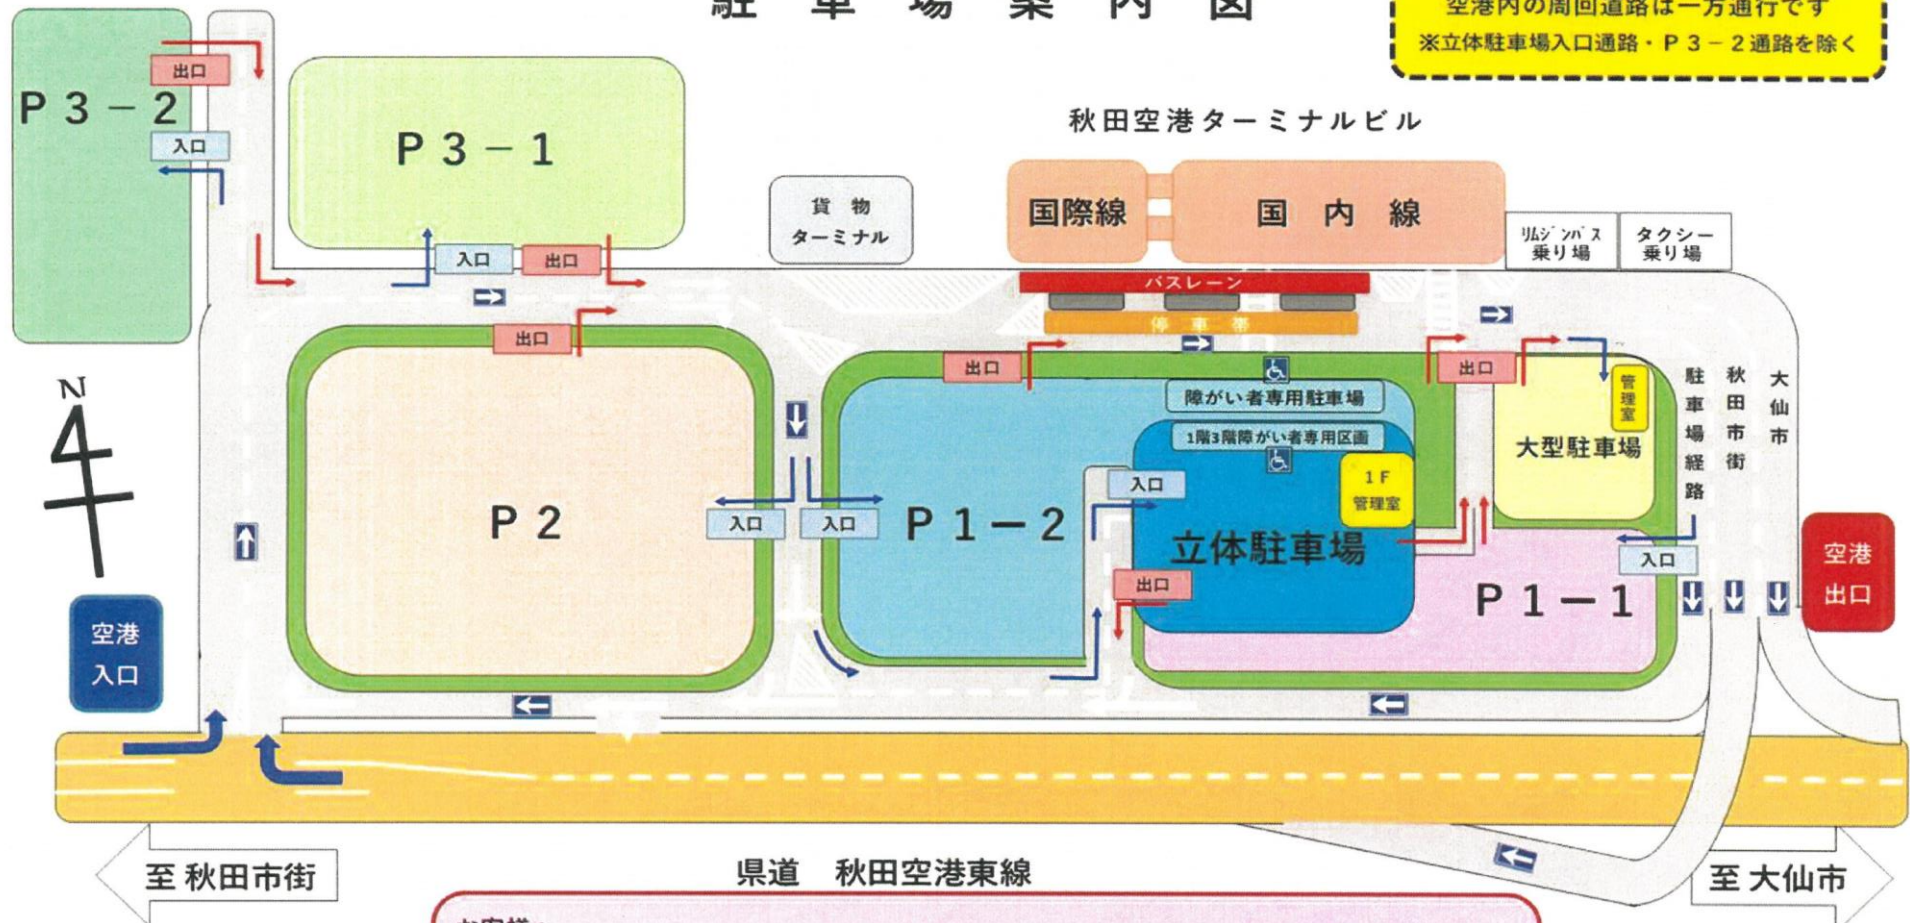 駐車場案内図
空港内の周回道路は一方通行です
※立体駐車場入口通路・P3－2通路を除く
出口
P3－2
入口
P3－1
入口
出口
秋田空港ターミナルビル
貨物
ターミナル
国際線
国内線
ﾘﾑｼﾞﾝﾊﾞｽ
乗り場
タクシー
乗り場
バスレーン
停車帯
出口
出口
出口
障がい者専用駐車場
1階3階障がい者専用区画
管理室
大型駐車場
駐車場経路
秋田市街
大仙市
N
P2
入口
入口
P1－2
入口
1F
管理室
立体駐車場
出口
P1－1
入口
空港
出口
空港
入口
至 秋田市街
県道 秋田空港東線
至 大仙市